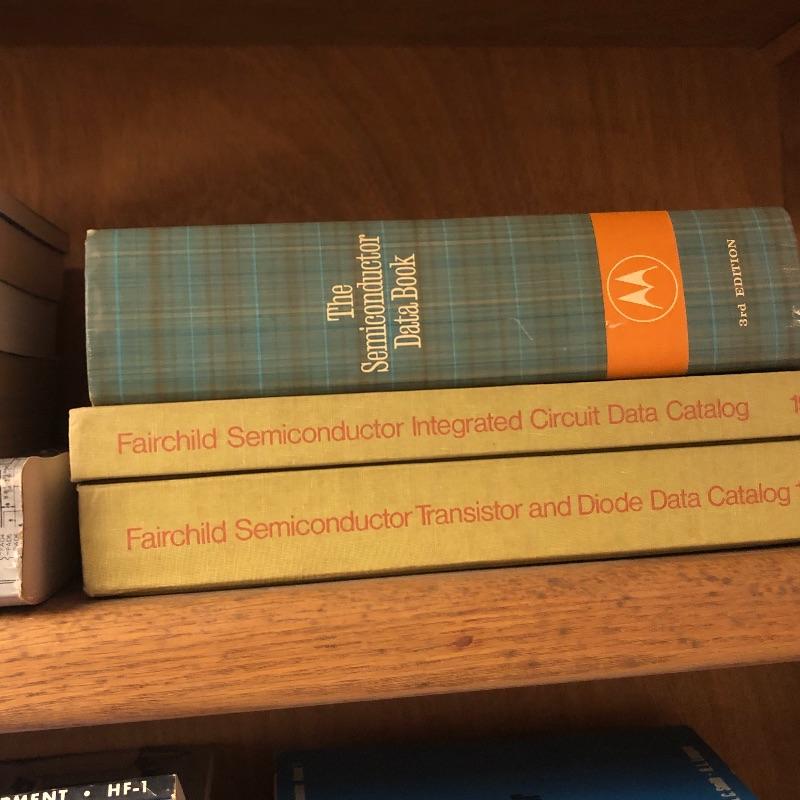 The
Semiconductor
Data Book
3rd EDITION
Fairchild Semiconductor Integrated Circuit Data Catalog
Fairchild Semiconductor Transistor and Diode Data Catalog
• HF-1